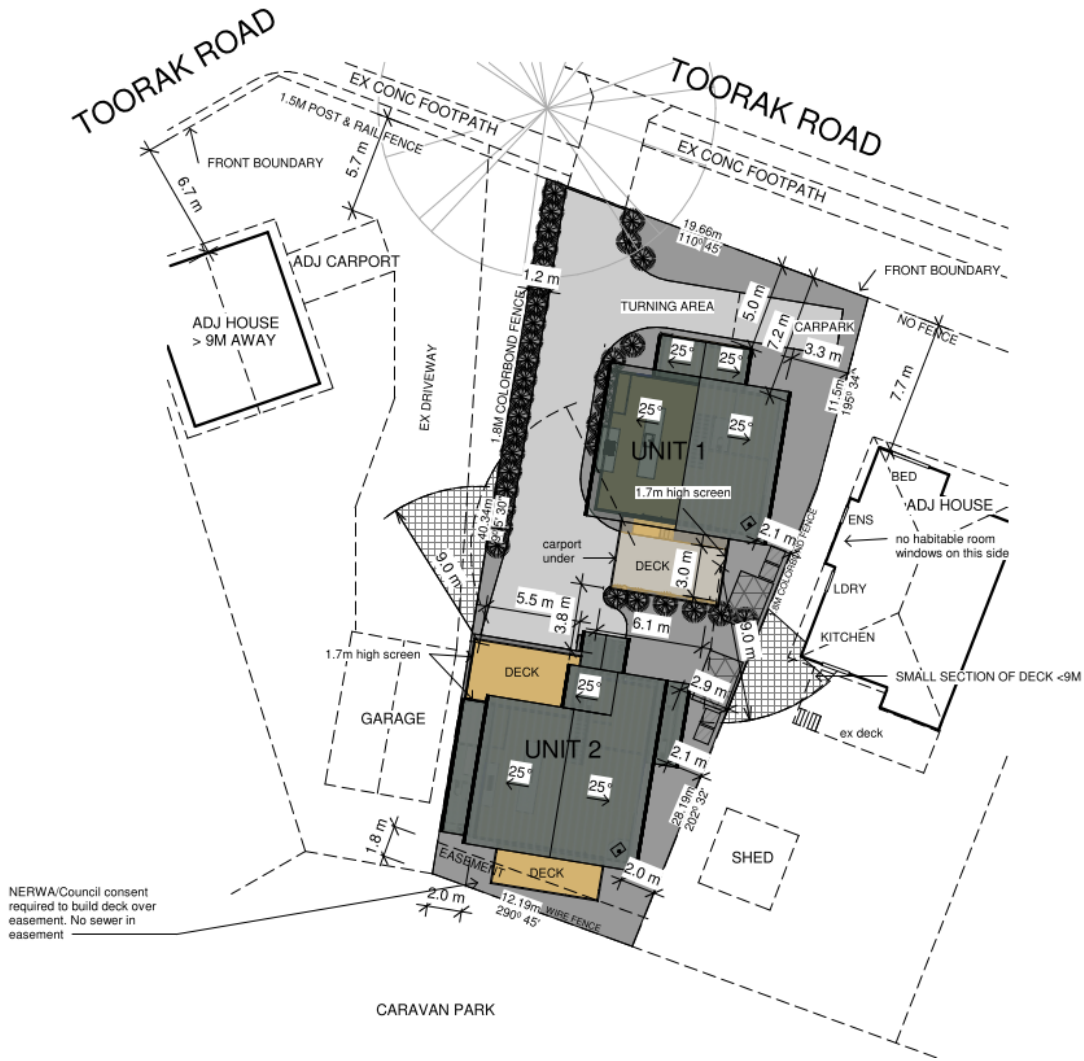 TOORAK ROAD
TOORAK ROAD
EX CONC FOOTPATH
1.5M POST & RAIL FENCE
EX CONC FOOTPATH
FRONT BOUNDARY
6.7 m
5.7 m
19.66m
110º 45'
ADJ CARPORT
FRONT BOUNDARY
1.2 m
TURNING AREA
5.0 m
7.2 m
CARPARK
NO FENCE
ADJ HOUSE
> 9M AWAY
3.3 m
25°
25°
11.5m
195º 34'
7.7 m
EX DRIVEWAY
1.8M COLORBOND FENCE
25°
25°
UNIT 1
BED
ADJ HOUSE
1.7m high screen
ENS
no habitable room
windows on this side
2.1 m
40.34m
carport
under
DECK
3.0 m
9.0 m
LDRY
5.5 m
3.8 m
6.1 m
9.0 m
KITCHEN
1.7m high screen
DECK
SMALL SECTION OF DECK <9M
25°
2.9 m
GARAGE
ex deck
UNIT 2
2.1 m
25°
25°
28.19m
202º 32'
1.8 m
SHED
EASEMENT
DECK
2.0 m
NERWA/Council consent
required to build deck over
easement. No sewer in
easement
2.0 m
12.19m
290º 45'
WIRE FENCE
CARAVAN PARK